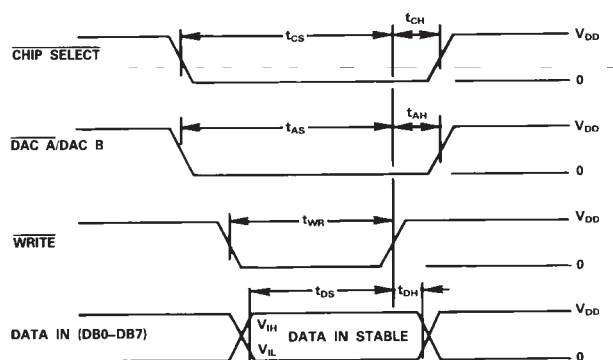 tCS
tCH
VDD
CHIP SELECT
0
tAS
tAH
VDD
DAC A/DAC B
0
tWR
VDD
WRITE
0
tDS
tDH
VDD
DATA IN (DB0–DB7)
VIH
DATA IN STABLE
VIL
0